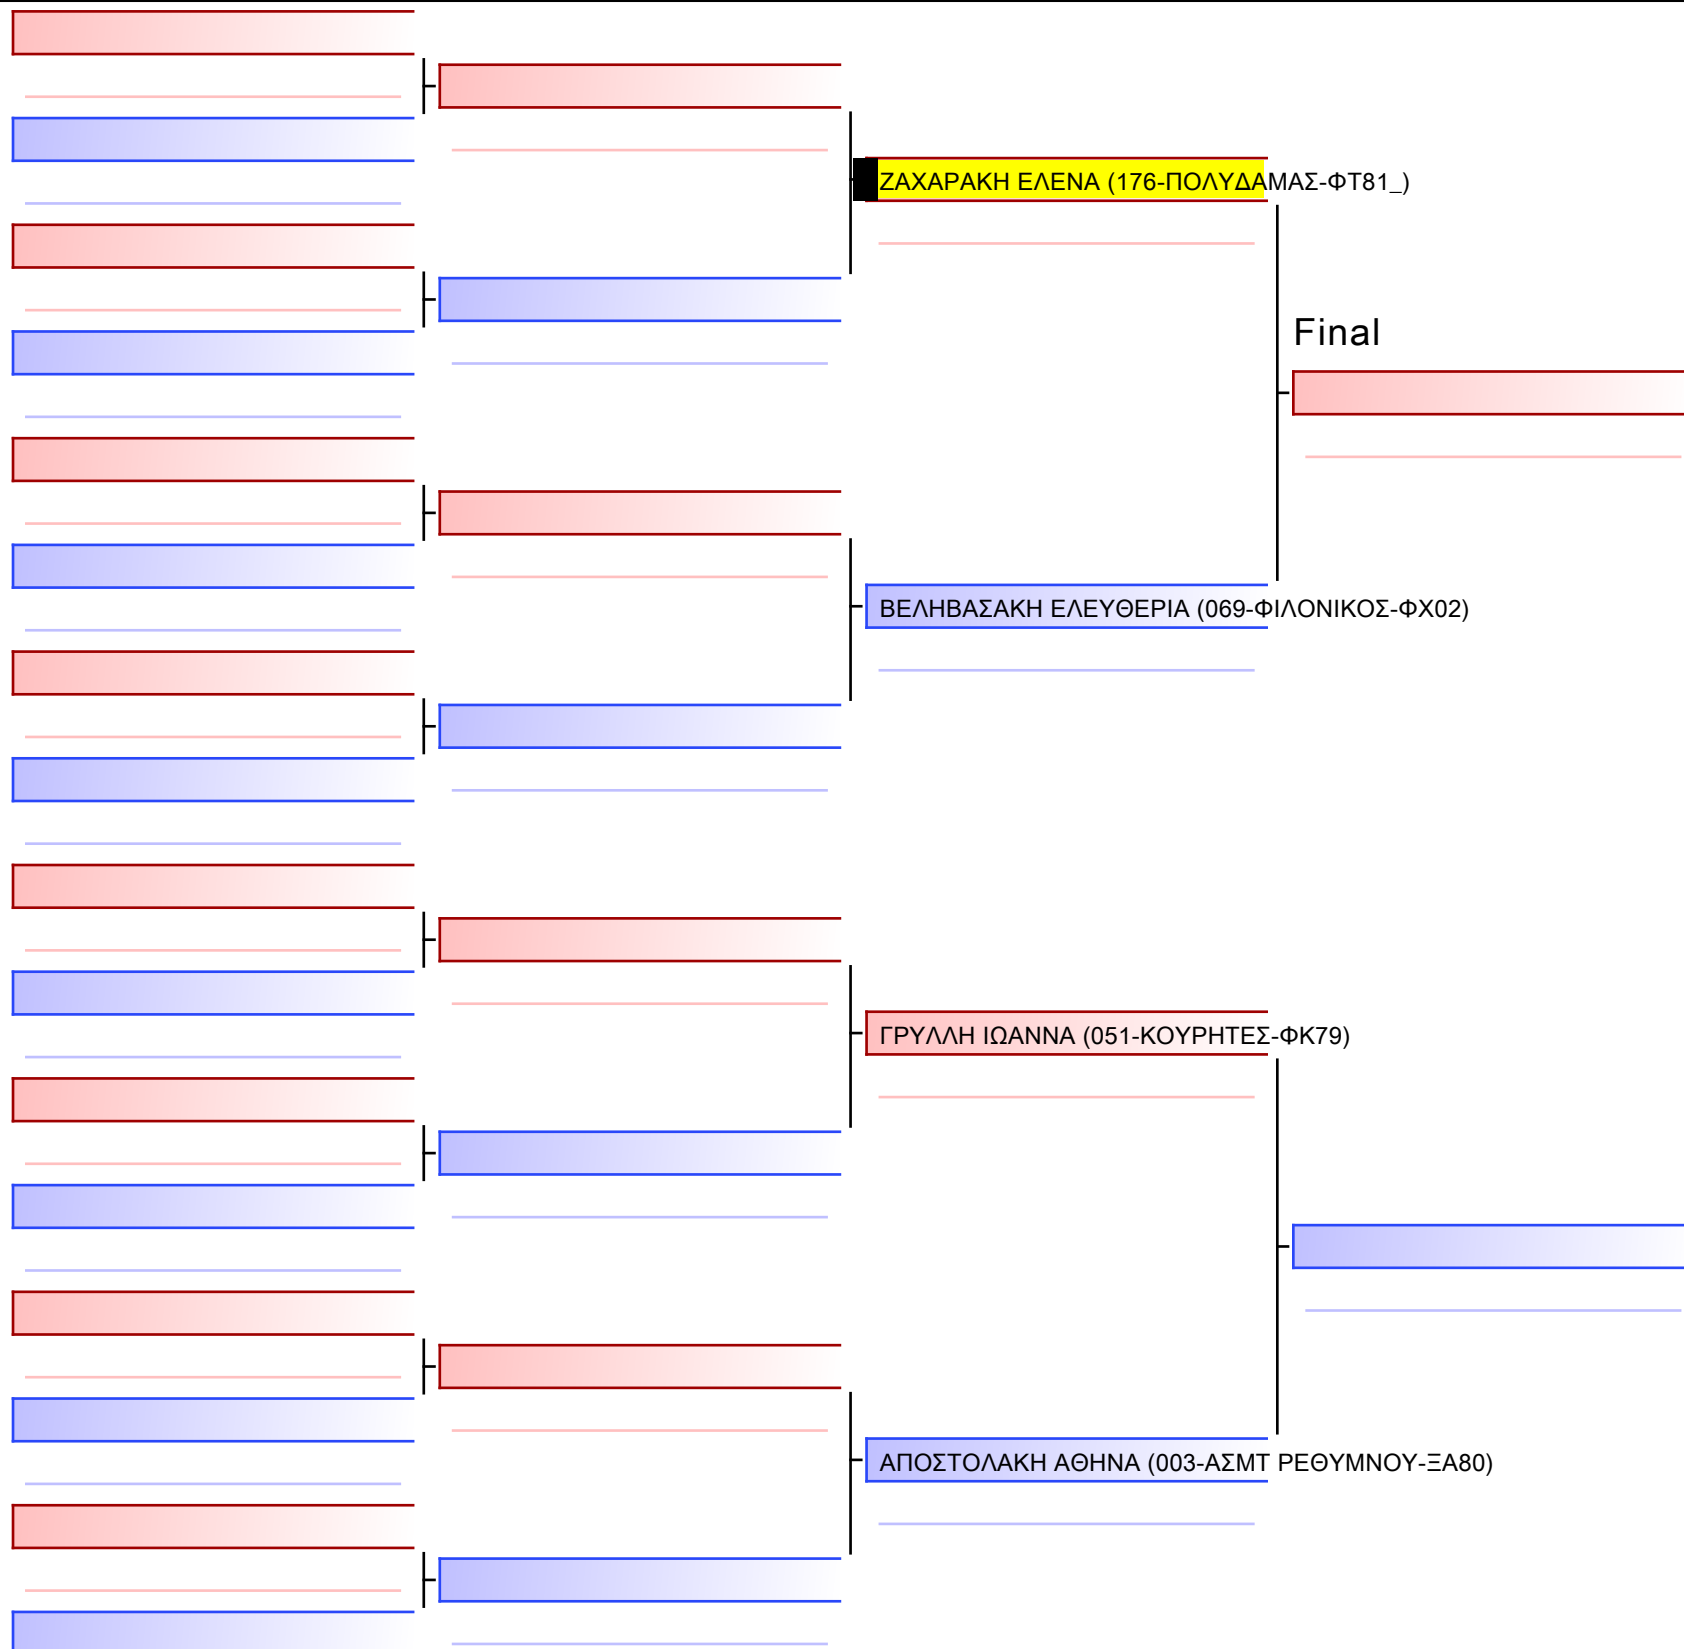 ΖΑΧΑΡΑΚΗ ΕΛΕΝΑ (176-ΠΟΛΥΔΑΜΑΣ-ΦΤ81_)
Final
ΒΕΛΗΒΑΣΑΚΗ ΕΛΕΥΘΕΡΙΑ (069-ΦΙΛΟΝΙΚΟΣ-ΦΧ02)
ΓΡΥΛΛΗ ΙΩΑΝΝΑ (051-ΚΟΥΡΗΤΕΣ-ΦΚ79)
ΑΠΟΣΤΟΛΑΚΗ ΑΘΗΝΑ (003-ΑΣΜΤ ΡΕΘΥΜΝΟΥ-ΞΑ80)